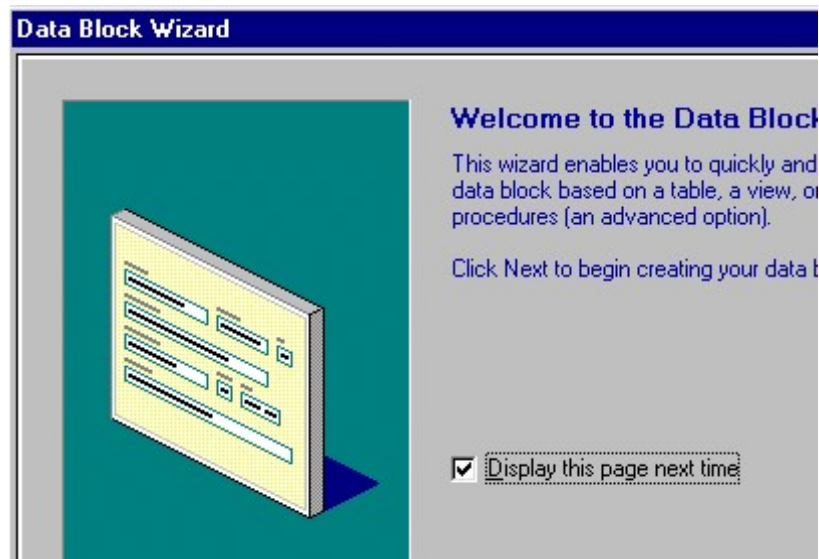 Data Block Wizard
Welcome to the Data Block
This wizard enables you to quickly and
data block based on a table, a view, or
procedures (an advanced option).
Click Next to begin creating your data
Display this page next time